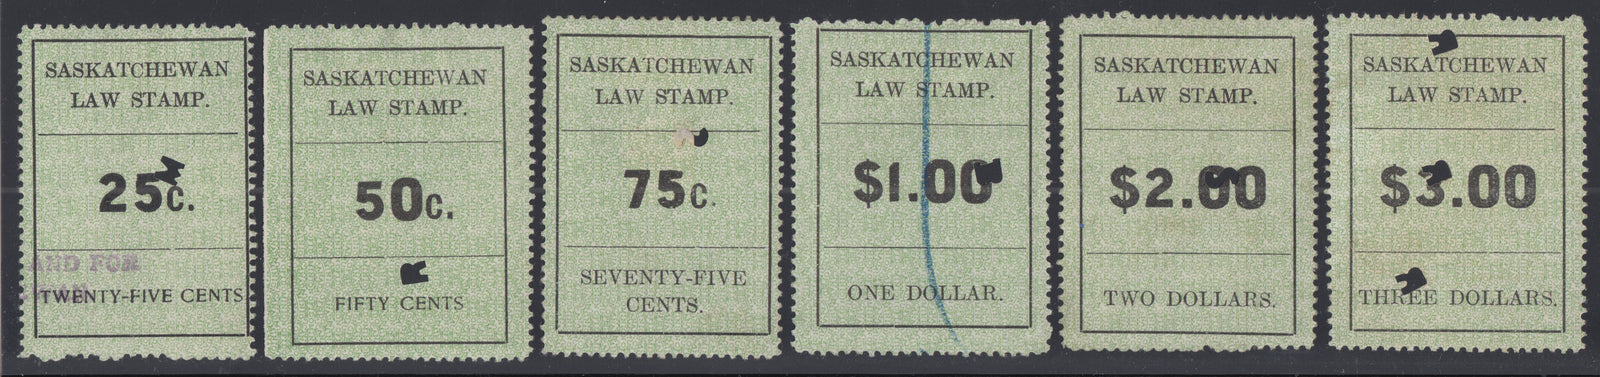 SASKATCHEWAN
LAW STAMP.
25c.
AND FOR
TWENTY-FIVE CENTS
SASKATCHEWAN
LAW STAMP.
50c.
FIFTY CENTS
SASKATCHEWAN
LAW STAMP.
75c.
SEVENTY-FIVE
CENTS.
SASKATCHEWAN
LAW STAMP.
$1.00
ONE DOLLAR.
SASKATCHEWAN
LAW STAMP.
$2.00
TWO DOLLARS.
SASKATCHEWAN
LAW STAMP.
$3.00
THREE DOLLARS.